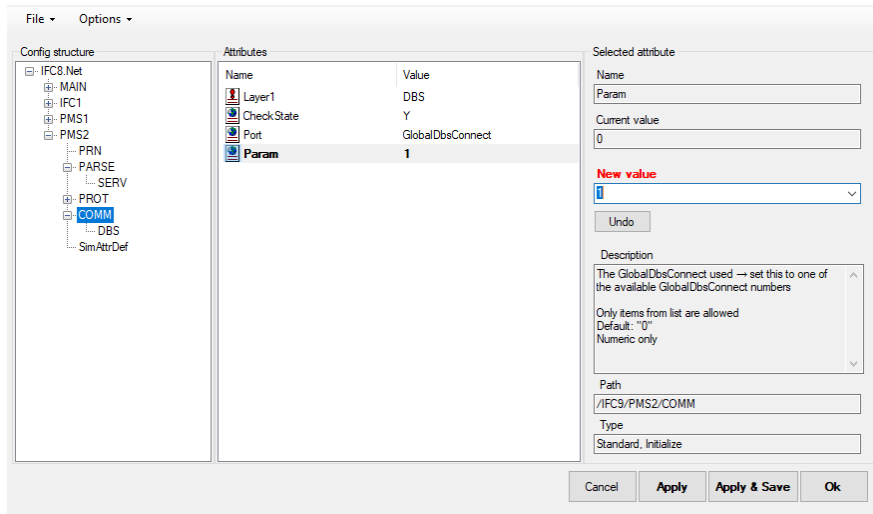 File Options
Config structure
IFC8.Net
MAIN
IFC1
PMS1
PMS2
PRN
PARSE
SERV
PROT
COMM
DBS
SimAttrDef
Attributes
Name Value
Layer1 DBS
CheckState Y
Port GlobalDbsConnect
Param 1
Selected attribute
Name
Param
Current value
0
New value
1
Undo
Description
The GlobalDbsConnect used → set this to one of
the available GlobalDbsConnect numbers
Only items from list are allowed
Default: "0"
Numeric only
Path
/IFC9/PMS2/COMM
Type
Standard, Initialize
Cancel Apply Apply & Save Ok